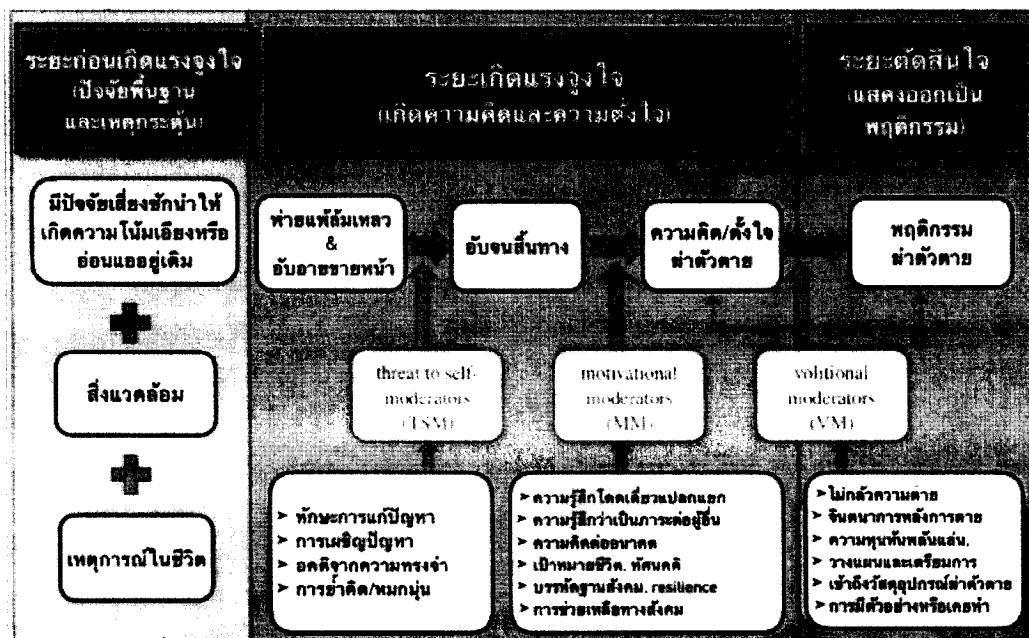 ระยะก่อนเกิดแรงจูงใจ
(ปัจจัยพื้นฐาน
และเหตุกระตุ้น)
ระยะเกิดแรงจูงใจ
(เกิดความคิดและความตั้งใจ)
ระยะตัดสินใจ
(แสดงออกเป็น
พฤติกรรม)
มีปัจจัยเสี่ยงชักนำให้
เกิดความโน้มเอียงหรือ
อ่อนแออยู่เดิม
สิ่งแวดล้อม
เหตุการณ์ในชีวิต
พ่ายแพ้ล้มเหลว
&
อับอายขายหน้า
อับจนสิ้นทาง
ความคิด/ตั้งใจ
ฆ่าตัวตาย
พฤติกรรม
ฆ่าตัวตาย
threat to self-
moderators
(TSM)
motivational
moderators
(MM)
volitional
moderators
(VM)
➢ ทักษะการแก้ปัญหา
➢ การเผชิญปัญหา
➢ อคติจากความทรงจำ
➢ การย้ำคิด/หมกมุ่น
➢ ความรู้สึกโดดเดี่ยวแปลกแยก
➢ ความรู้สึกว่าเป็นภาระต่อผู้อื่น
➢ ความคิดต่ออนาคต
➢ เป้าหมายชีวิต, ทัศนคติ
➢ บรรทัดฐานสังคม, resilience
➢ การช่วยเหลือทางสังคม
➢ ไม่กลัวความตาย
➢ จินตนาการหลังการตาย
➢ ความหุนหันพลันแล่น,
➢ วางแผนและเตรียมการ
➢ เข้าถึงวัสดุอุปกรณ์ฆ่าตัวตาย
➢ การมีตัวอย่างหรือเคยทำ